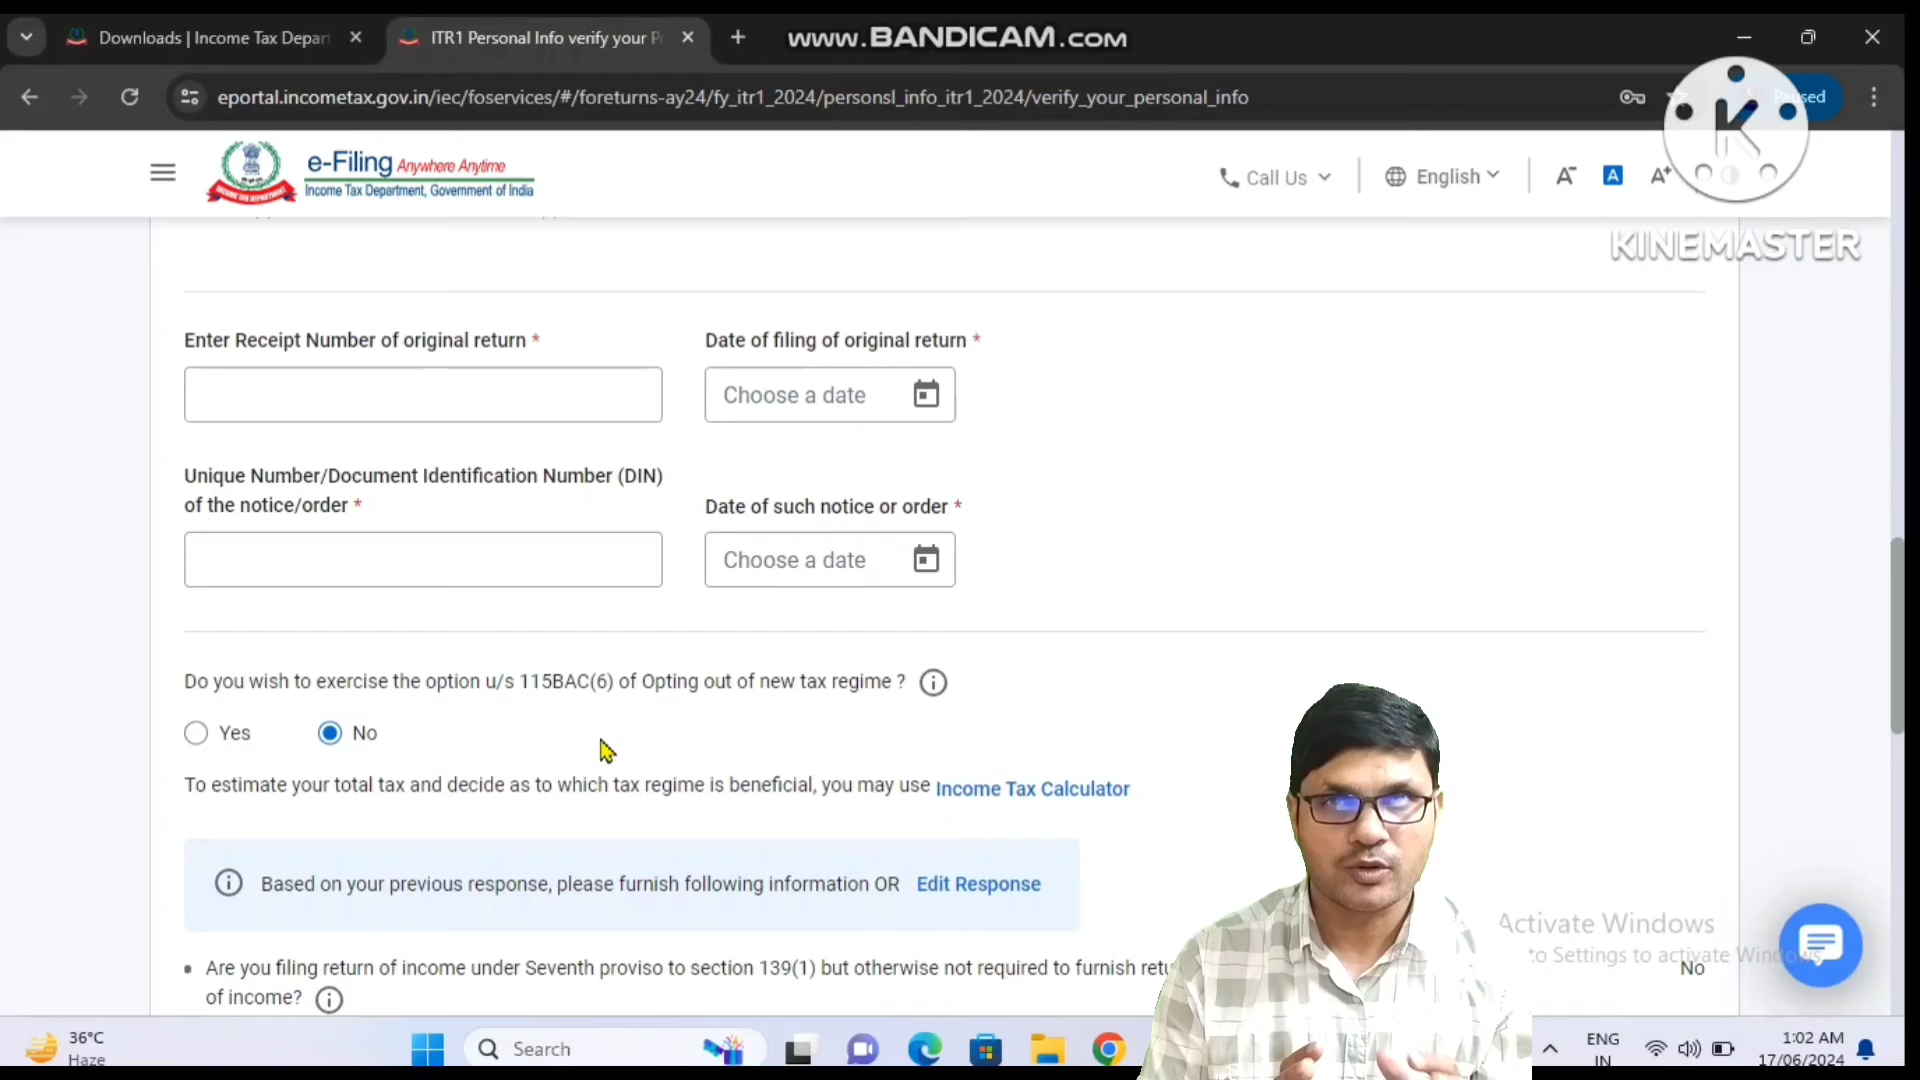 Downloads | Income Tax Depart
ITR1 Personal Info verify your P
www.BANDICAM.com
eportal.incometax.gov.in/iec/foservices/#/foreturns-ay24/fy_itr1_2024/personsl_info_itr1_2024/verify_your_personal_info
e-Filing Anywhere Anytime
Income Tax Department, Government of India
Call Us
English
A-
A
A+
K
KINEMASTER
Enter Receipt Number of original return *
Date of filing of original return *
Choose a date
Unique Number/Document Identification Number (DIN)
of the notice/order *
Date of such notice or order *
Choose a date
Do you wish to exercise the option u/s 115BAC(6) of Opting out of new tax regime ?
Yes
No
To estimate your total tax and decide as to which tax regime is beneficial, you may use Income Tax Calculator
Based on your previous response, please furnish following information OR Edit Response
Activate Windows
to Settings to activate Windows.
Are you filing return of income under Seventh proviso to section 139(1) but otherwise not required to furnish retu
No
of income?
36°C
Haze
Search
ENG
IN
1:02 AM
17/06/2024